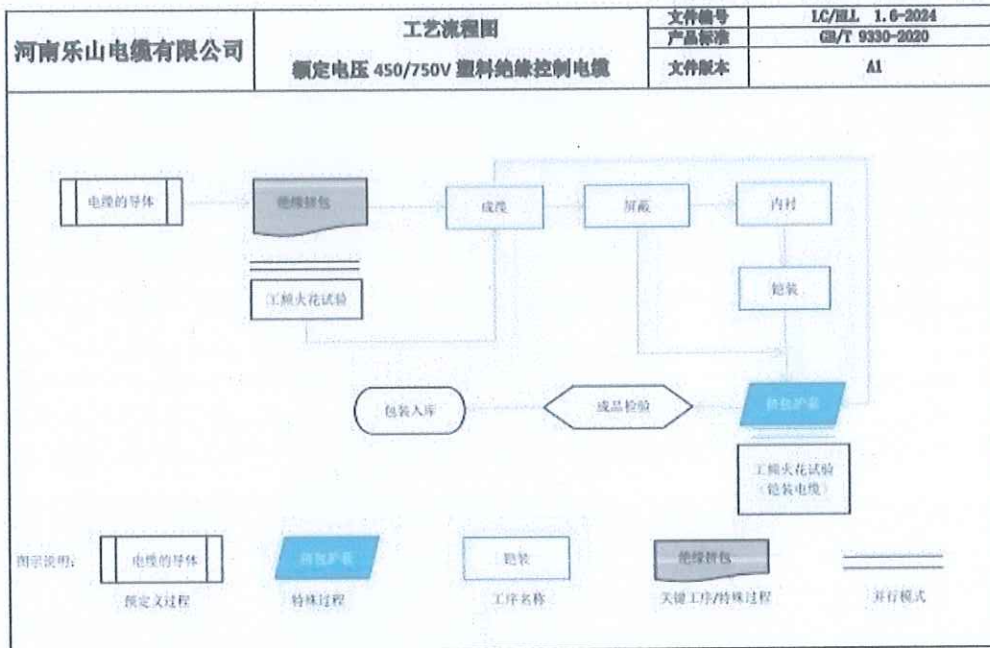 河南乐山电缆有限公司
工艺流程图
额定电压 450/750V 塑料绝缘控制电缆
文件编号
LC/HLL 1.6-2024
产品标准
GB/T 9330-2020
文件版本
A1
电缆的导体
绝缘挤包
成缆
屏蔽
内衬
工频火花试验
铠装
包装入库
成品检验
挤包护套
工频火花试验
(铠装电缆)
图示说明:
电缆的导体
挤包护套
铠装
绝缘挤包
预定义过程
特殊过程
工序名称
关键工序/特殊过程
并行模式